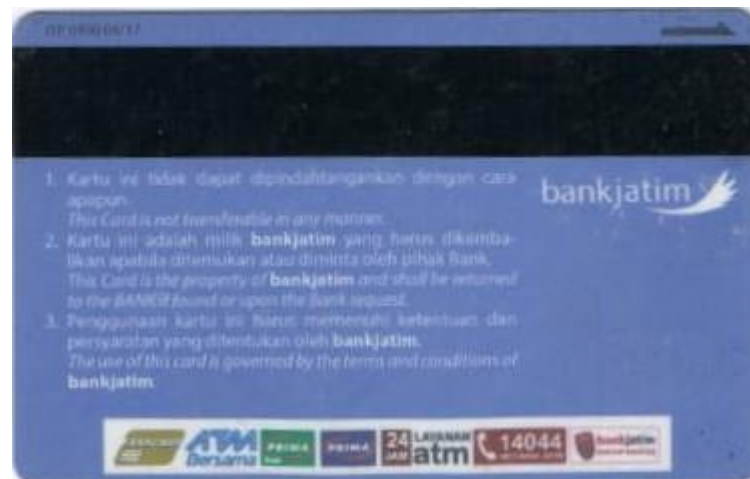 1. Kartu ini tidak dapat dipindahtangankan dengan cara
apapun.
This Card is not transferable in any manner.
bankjatim
2. Kartu ini adalah milik bankjatim yang harus dikemba-
likan apabila ditemukan atau diminta oleh pihak Bank.
This Card is the property of bankjatim and shall be returned
to the BANK if found or upon the Bank request.
3. Penggunaan kartu ini harus memenuhi ketentuan dan
persyaratan yang ditentukan oleh bankjatim.
The use of this card is governed by the terms and conditions of
bankjatim
ATM Bersama
PRIMA
PRIMA
24 JAM LAYANAN atm
14044
bankjatim